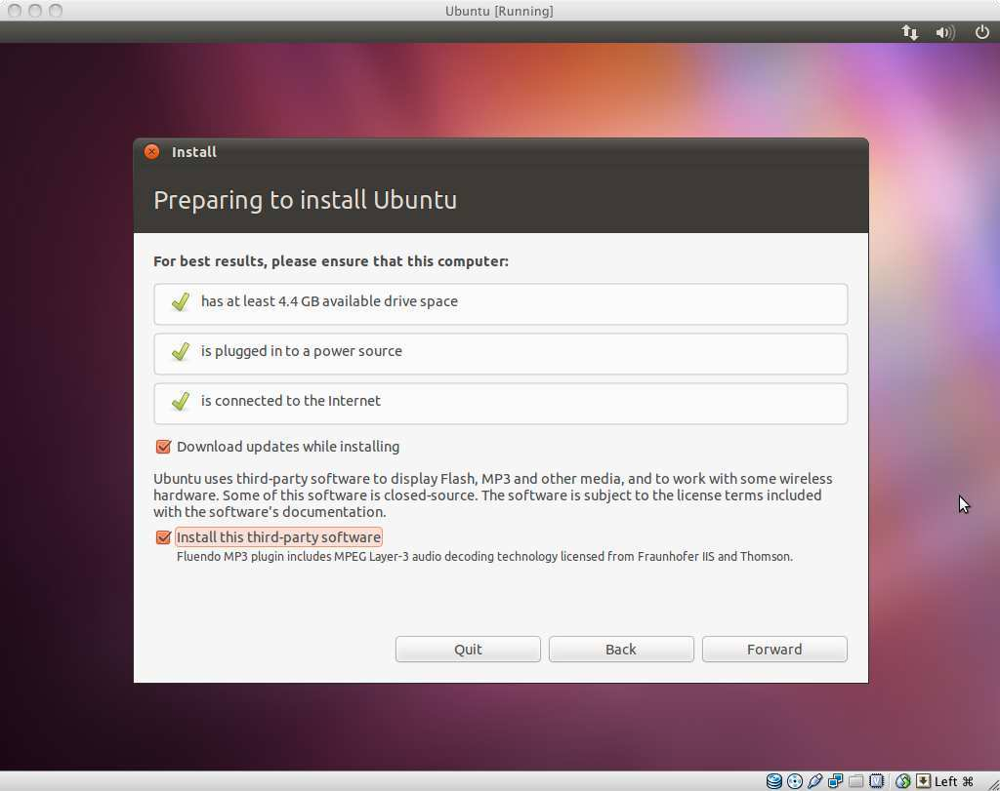 Ubuntu [Running]
Install
Preparing to install Ubuntu
For best results, please ensure that this computer:
has at least 4.4 GB available drive space
is plugged in to a power source
is connected to the Internet
Download updates while installing
Ubuntu uses third-party software to display Flash, MP3 and other media, and to work with some wireless
hardware. Some of this software is closed-source. The software is subject to the license terms included
with the software's documentation.
Install this third-party software
Fluendo MP3 plugin includes MPEG Layer-3 audio decoding technology licensed from Fraunhofer IIS and Thomson.
Quit Back Forward
Left ⌘